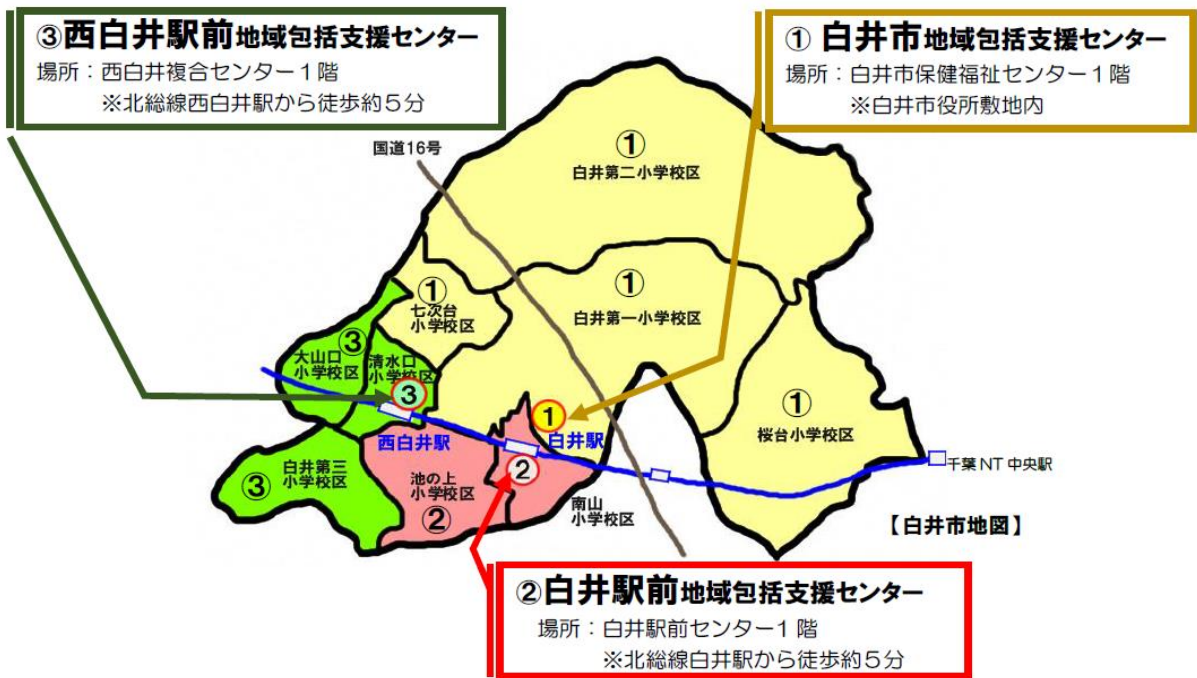 ③西白井駅前地域包括支援センター
場所：西白井複合センター１階
※北総線西白井駅から徒歩約５分
① 白井市地域包括支援センター
場所：白井市保健福祉センター１階
※白井市役所敷地内
国道16号
①
白井第二小学校区
①
七次台
小学校区
①
白井第一小学校区
③
大山口
小学校区
清水口
小学校区
③
①
桜台小学校区
①
西白井駅
白井駅
千葉ＮＴ中央駅
白井第三
小学校区
③
池の上
小学校区
②
②
南山
小学校区
【白井市地図】
②白井駅前地域包括支援センター
場所：白井駅前センター１階
※北総線白井駅から徒歩約５分